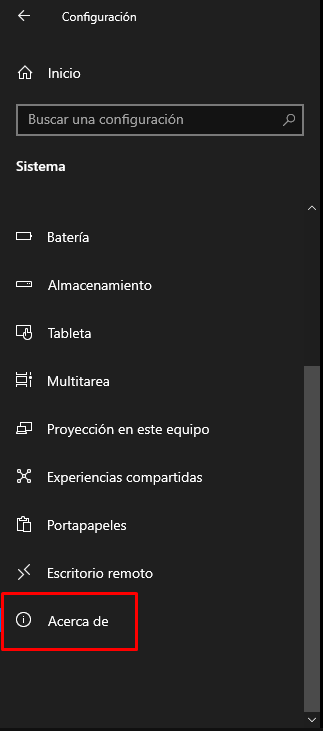 Configuración
Inicio
Buscar una configuración
Sistema
Batería
Almacenamiento
Tableta
Multitarea
Proyección en este equipo
Experiencias compartidas
Portapapeles
Escritorio remoto
Acerca de